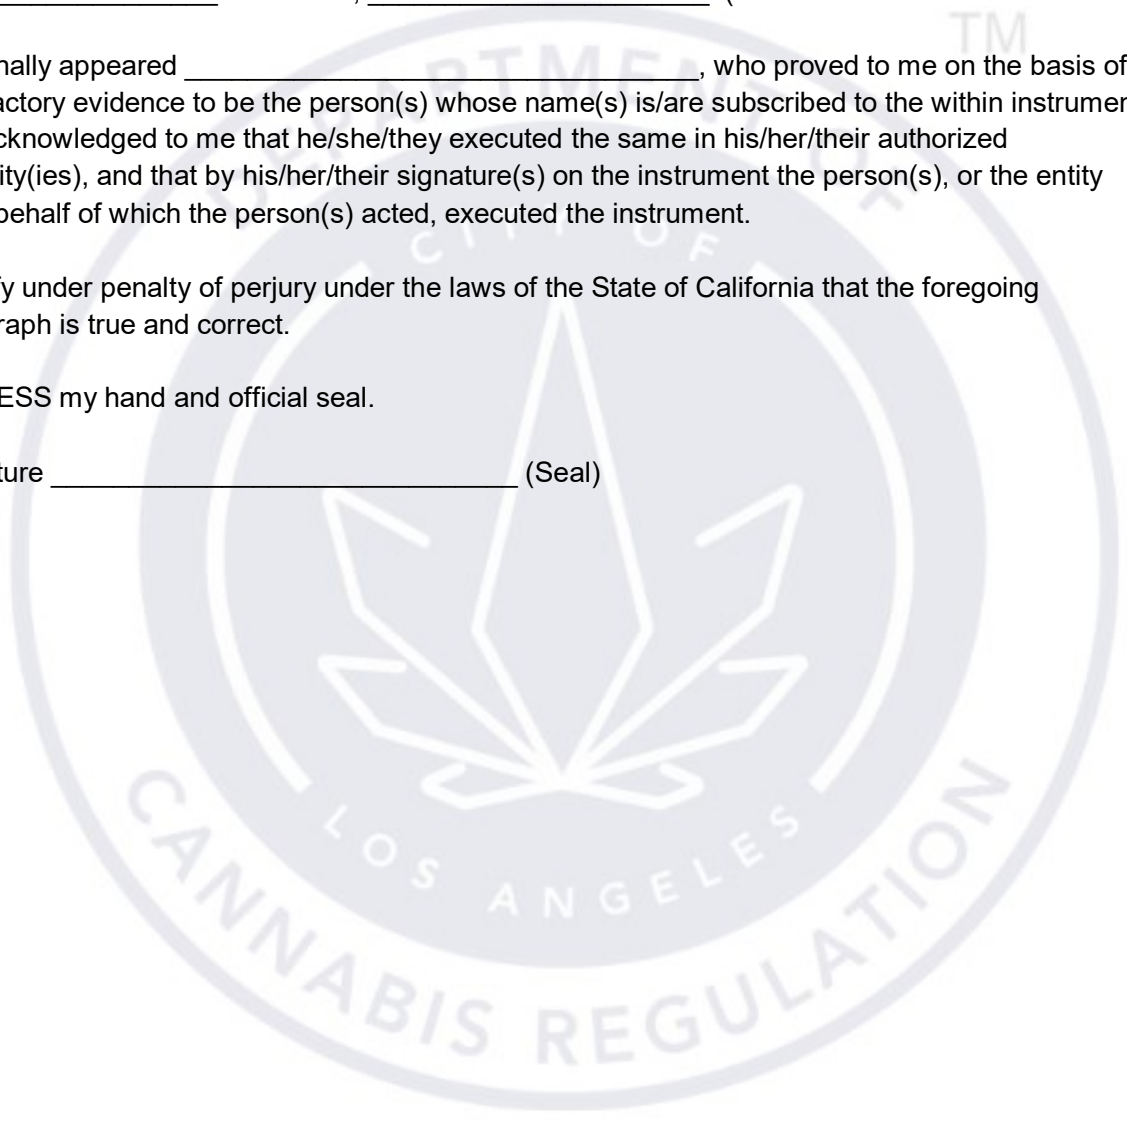 TM
nally appeared _________________________________, who proved to me on the basis of
actory evidence to be the person(s) whose name(s) is/are subscribed to the within instrumen
cknowledged to me that he/she/they executed the same in his/her/their authorized
ity(ies), and that by his/her/their signature(s) on the instrument the person(s), or the entity
behalf of which the person(s) acted, executed the instrument.
fy under penalty of perjury under the laws of the State of California that the foregoing
raph is true and correct.
ESS my hand and official seal.
ture ______________________________ (Seal)
DEPARTMENT OF
CITY OF
LOS ANGELES
CANNABIS REGULATION